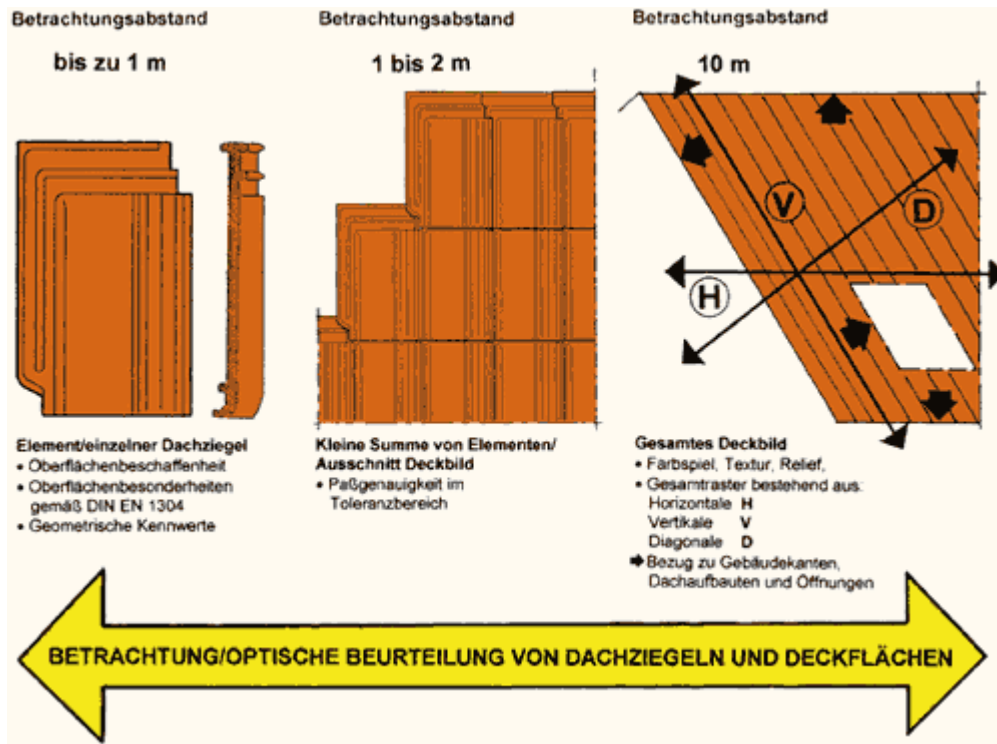 Betrachtungsabstand
bis zu 1 m
Element/einzelner Dachziegel
• Oberflächenbeschaffenheit
• Oberflächenbesonderheiten
gemäß DIN EN 1304
• Geometrische Kennwerte
Betrachtungsabstand
1 bis 2 m
Kleine Summe von Elementen/
Ausschnitt Deckbild
• Paßgenauigkeit im
Toleranzbereich
Betrachtungsabstand
10 m
V
D
H
Gesamtes Deckbild
• Farbspiel, Textur, Relief,
• Gesamtraster bestehend aus:
Horizontale H
Vertikale V
Diagonale D
Bezug zu Gebäudekanten,
Dachaufbauten und Öffnungen
BETRACHTUNG/OPTISCHE BEURTEILUNG VON DACHZIEGELN UND DECKFLÄCHEN